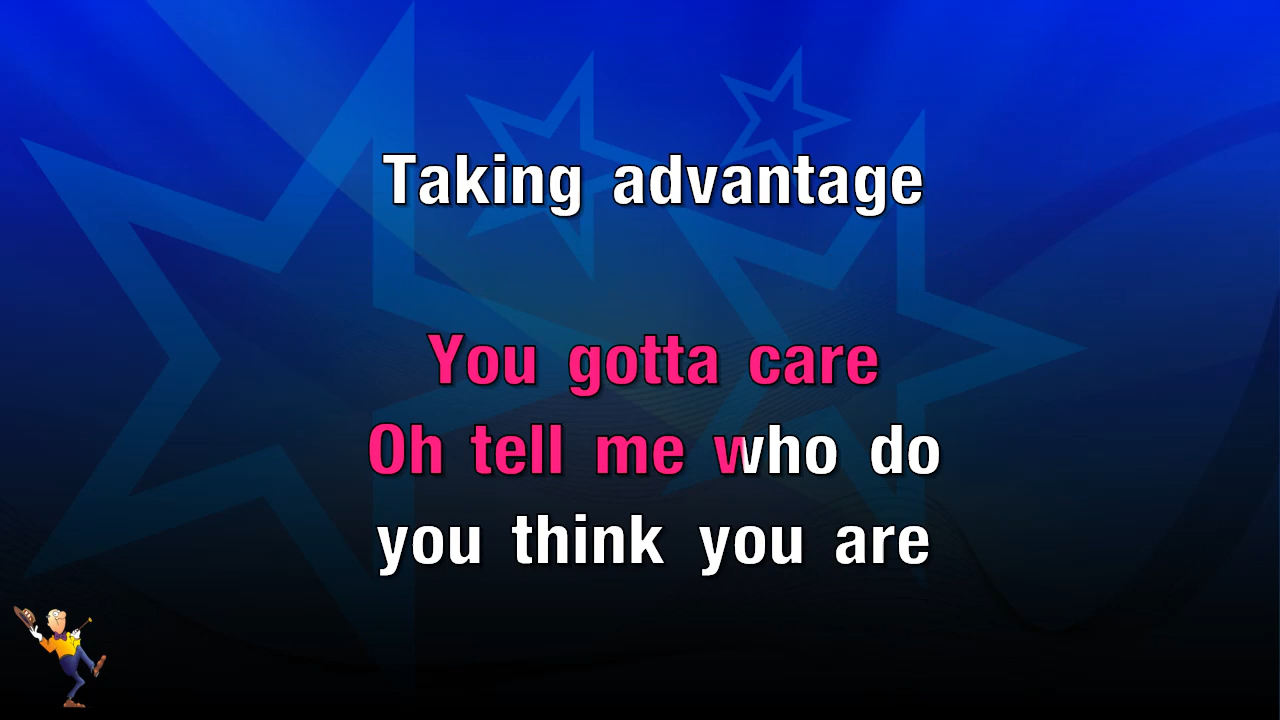 Taking advantage
You gotta care
Oh tell me who do
you think you are